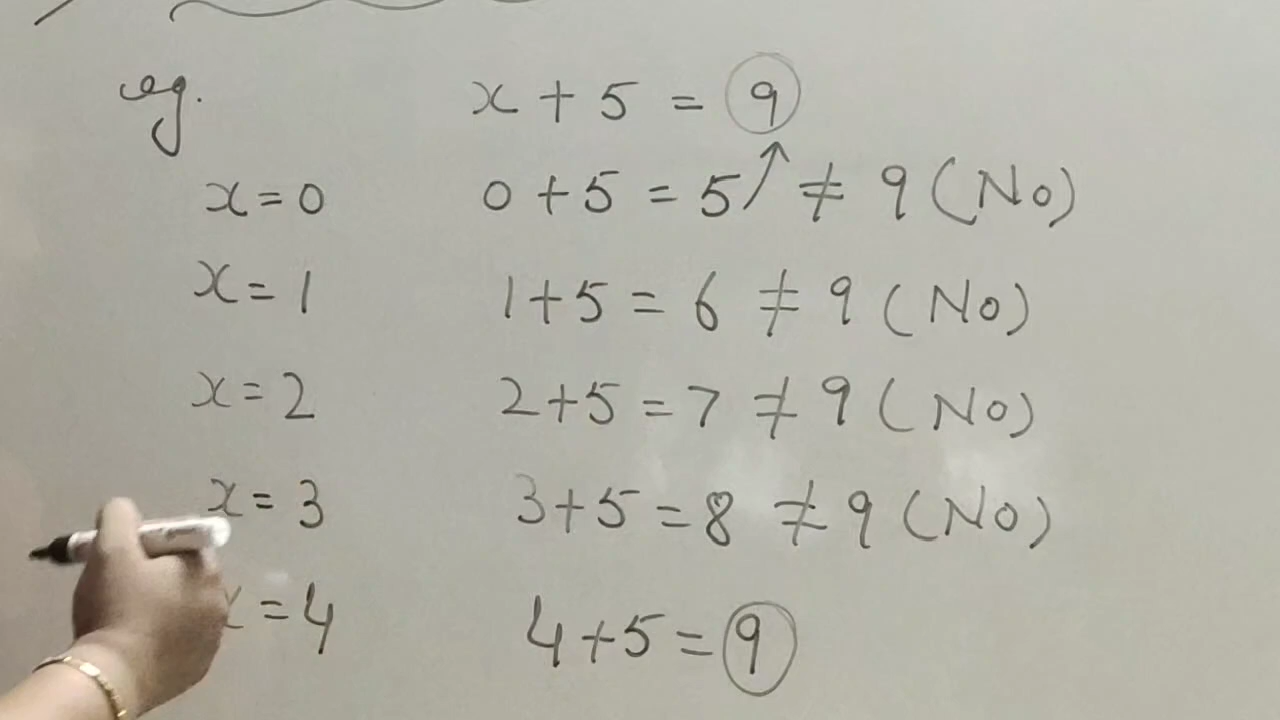 eg. x + 5 = 9
x = 0 0 + 5 = 5 ↗ ≠ 9 (No)
x = 1 1 + 5 = 6 ≠ 9 (No)
x = 2 2 + 5 = 7 ≠ 9 (No)
x = 3 3 + 5 = 8 ≠ 9 (No)
x = 4 4 + 5 = 9